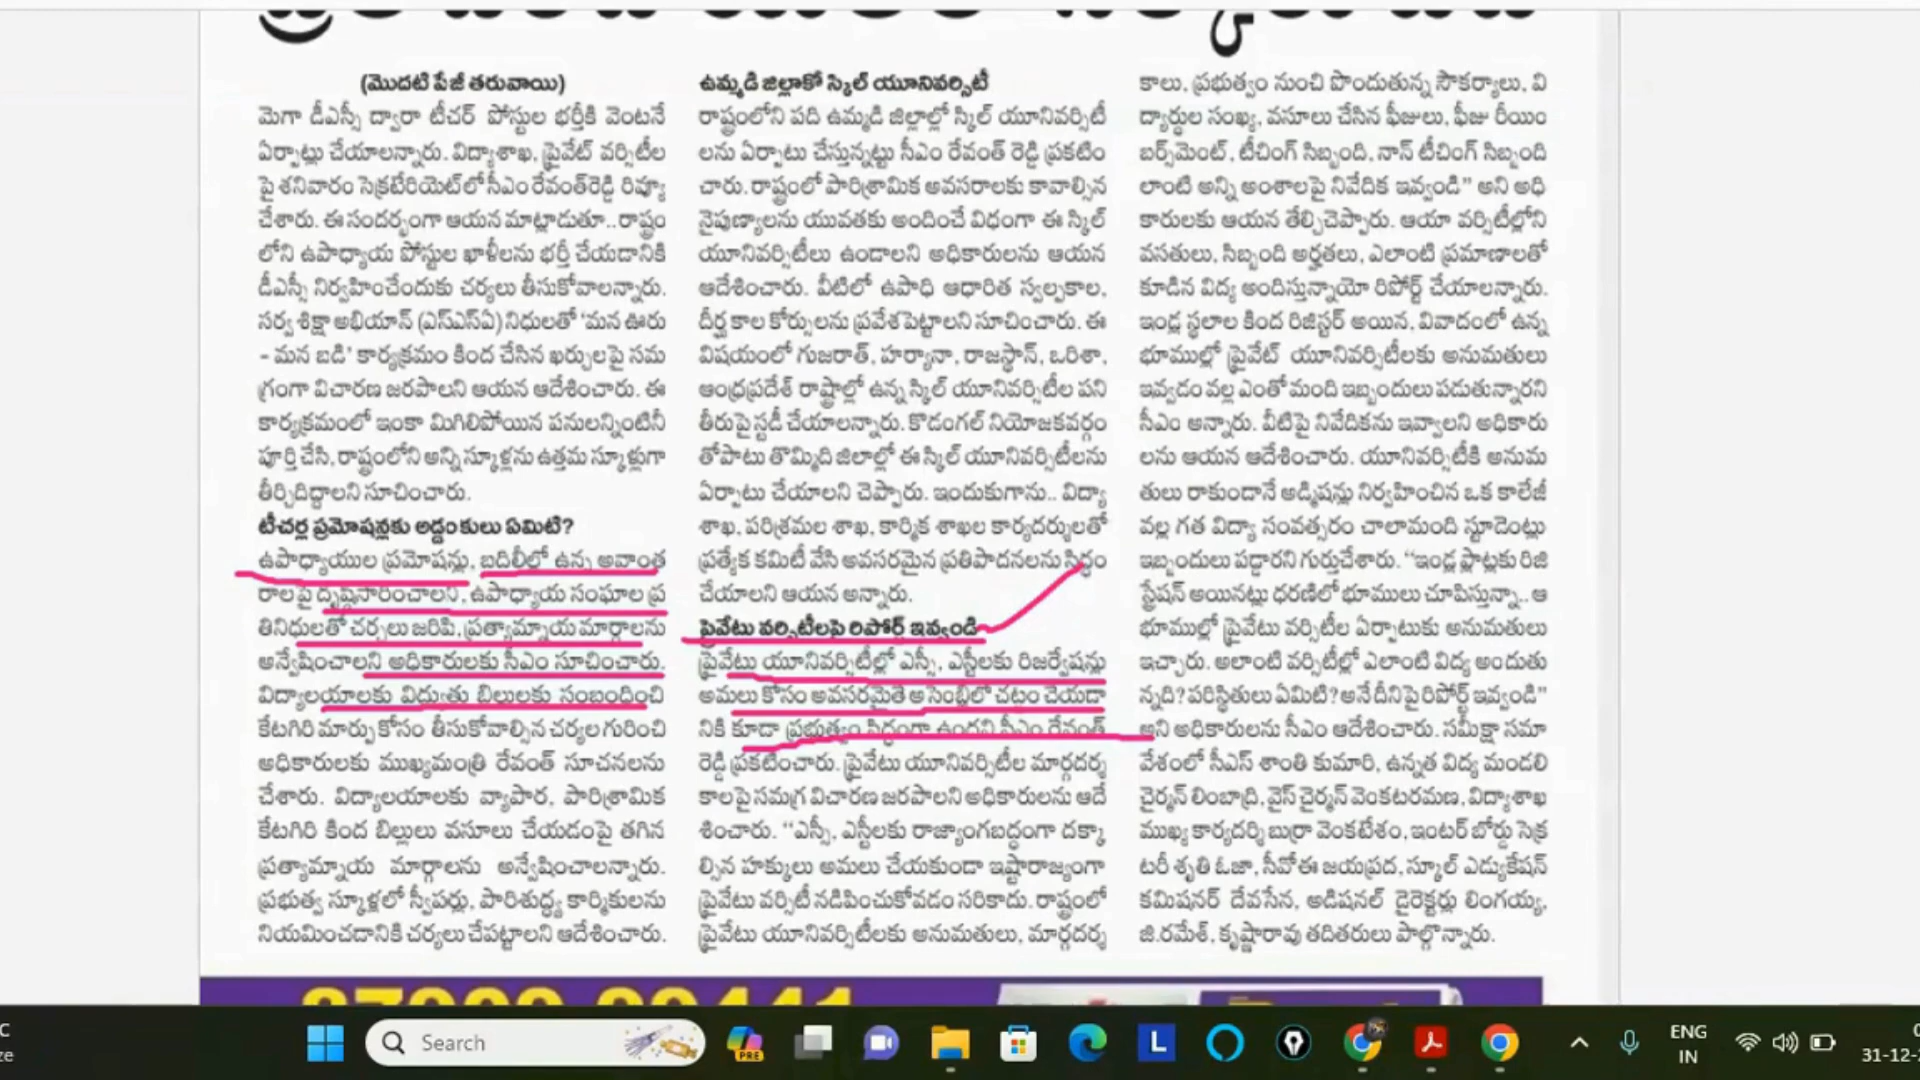 (మొదటి పేజీ తరువాయి)
మెగా డీఎస్సీ ద్వారా టీచర్ పోస్టుల భర్తీకి వెంటనే
ఏర్పాట్లు చేయాలన్నారు. విద్యాశాఖ, ప్రైవేట్ వర్సిటీల
పై శనివారం సెక్రటేరియెట్‌లో సీఎం రేవంత్‌రెడ్డి రివ్యూ
చేశారు. ఈ సందర్భంగా ఆయన మాట్లాడుతూ.. రాష్ట్రం
లోని ఉపాధ్యాయ పోస్టుల ఖాళీలను భర్తీ చేయడానికి
డీఎస్సీ నిర్వహించేందుకు చర్యలు తీసుకోవాలన్నారు.
సర్వ శిక్షా అభియాన్ (ఎస్ఎస్ఏ) నిధులతో 'మన ఊరు
- మన బడి' కార్యక్రమం కింద చేసిన ఖర్చులపై సమ
గ్రంగా విచారణ జరపాలని ఆయన ఆదేశించారు. ఈ
కార్యక్రమంలో ఇంకా మిగిలిపోయిన పనులన్నింటినీ
పూర్తి చేసి, రాష్ట్రంలోని అన్ని స్కూళ్లను ఉత్తమ స్కూళ్లుగా
తీర్చిదిద్దాలని సూచించారు.
టీచర్ల ప్రమోషన్లకు అడ్డంకులు ఏమిటి?
ఉపాధ్యాయుల ప్రమోషన్లు, బదిలీల్లో ఉన్న అవాంత
రాలపై దృష్టిసారించాలని, ఉపాధ్యాయ సంఘాల ప్ర
తినిధులతో చర్చలు జరిపి, ప్రత్యామ్నాయ మార్గాలను
అన్వేషించాలని అధికారులకు సీఎం సూచించారు.
విద్యాలయాలకు విద్యుతు బిలులకు సంబంధించి
కేటగిరి మార్పు కోసం తీసుకోవాల్సిన చర్యల గురించి
అధికారులకు ముఖ్యమంత్రి రేవంత్ సూచనలను
చేశారు. విద్యాలయాలకు వ్యాపార, పారిశ్రామిక
కేటగిరి కింద బిల్లులు వసూలు చేయడంపై తగిన
ప్రత్యామ్నాయ మార్గాలను అన్వేషించాలన్నారు.
ప్రభుత్వ స్కూళ్లలో స్వీపర్లు, పారిశుద్ధ్య కార్మికులను
నియమించడానికి చర్యలు చేపట్టాలని ఆదేశించారు.
ఉమ్మడి జిల్లాకో స్కిల్ యూనివర్సిటీ
రాష్ట్రంలోని పది ఉమ్మడి జిల్లాల్లో స్కిల్ యూనివర్సిటీ
లను ఏర్పాటు చేస్తున్నట్టు సీఎం రేవంత్ రెడ్డి ప్రకటిం
చారు. రాష్ట్రంలో పారిశ్రామిక అవసరాలకు కావాల్సిన
నైపుణ్యాలను యువతకు అందించే విధంగా ఈ స్కిల్
యూనివర్సిటీలు ఉండాలని అధికారులను ఆయన
ఆదేశించారు. వీటిలో ఉపాధి ఆధారిత స్వల్పకాల,
దీర్ఘ కాల కోర్సులను ప్రవేశపెట్టాలని సూచించారు. ఈ
విషయంలో గుజరాత్, హర్యానా, రాజస్థాన్, ఒరిశా,
ఆంధ్రప్రదేశ్ రాష్ట్రాల్లో ఉన్న స్కిల్ యూనివర్సిటీల పని
తీరుపై స్టడీ చేయాలన్నారు. కొడంగల్ నియోజకవర్గం
తోపాటు తొమ్మిది జిలాల్లో ఈ స్కిల్ యూనివర్సిటీలను
ఏర్పాటు చేయాలని చెప్పారు. ఇందుకుగాను.. విద్యా
శాఖ, పరిశ్రమల శాఖ, కార్మిక శాఖల కార్యదర్శులతో
ప్రత్యేక కమిటీ వేసి అవసరమైన ప్రతిపాదనలను సిద్ధం
చేయాలని ఆయన అన్నారు.
ప్రైవేటు వర్సిటీలపై రిపోర్ట్ ఇవ్వండి
ప్రైవేటు యూనివర్సిటీల్లో ఎస్సీ, ఎస్టీలకు రిజర్వేషన్లు
అమలు కోసం అవసరమైతే అసెంబ్లీలో చట్టం చేయడా
నికి కూడా ప్రభుత్వం సిద్ధంగా ఉందని సీఎం రేవంత్
రెడ్డి ప్రకటించారు. ప్రైవేటు యూనివర్సిటీల మార్గదర్శ
కాలపై సమగ్ర విచారణ జరపాలని అధికారులను ఆదే
శించారు. "ఎస్సీ, ఎస్టీలకు రాజ్యాంగబద్ధంగా దక్కా
ల్సిన హక్కులు అమలు చేయకుండా ఇష్టారాజ్యంగా
ప్రైవేటు వర్సిటీ నడిపించుకోవడం సరికాదు. రాష్ట్రంలో
ప్రైవేటు యూనివర్సిటీలకు అనుమతులు, మార్గదర్శ
కాలు, ప్రభుత్వం నుంచి పొందుతున్న సౌకర్యాలు, వి
ద్యార్థుల సంఖ్య, వసూలు చేసిన ఫీజులు, ఫీజు రీయిం
బర్స్‌మెంట్, టీచింగ్ సిబ్బంది, నాన్ టీచింగ్ సిబ్బంది
లాంటి అన్ని అంశాలపై నివేదిక ఇవ్వండి" అని అధి
కారులకు ఆయన తేల్చిచెప్పారు. ఆయా వర్సిటీల్లోని
వసతులు, సిబ్బంది అర్హతలు, ఎలాంటి ప్రమాణాలతో
కూడిన విద్య అందిస్తున్నాయో రిపోర్ట్ చేయాలన్నారు.
ఇండ్ల స్థలాల కింద రిజిస్టర్ అయిన, వివాదంలో ఉన్న
భూముల్లో ప్రైవేట్ యూనివర్సిటీలకు అనుమతులు
ఇవ్వడం వల్ల ఎంతో మంది ఇబ్బందులు పడుతున్నారని
సీఎం అన్నారు. వీటిపై నివేదికను ఇవ్వాలని అధికారు
లను ఆయన ఆదేశించారు. యూనివర్సిటీకి అనుమ
తులు రాకుండానే అడ్మిషన్లు నిర్వహించిన ఒక కాలేజీ
వల్ల గత విద్యా సంవత్సరం చాలామంది స్టూడెంట్లు
ఇబ్బందులు పడ్డారని గుర్తుచేశారు. "ఇండ్ల ప్లాట్లకు రిజి
స్ట్రేషన్ అయినట్లు ధరణిలో భూములు చూపిస్తున్నా.. ఆ
భూముల్లో ప్రైవేటు వర్సిటీల ఏర్పాటుకు అనుమతులు
ఇచ్చారు. అలాంటి వర్సిటీల్లో ఎలాంటి విద్య అందుతు
న్నది? పరిస్థితులు ఏమిటి? అనే దీనిపై రిపోర్ట్ ఇవ్వండి"
అని అధికారులను సీఎం ఆదేశించారు. సమీక్షా సమా
వేశంలో సీఎస్ శాంతి కుమారి, ఉన్నత విద్య మండలి
చైర్మన్ లింబాద్రి, వైస్ చైర్మన్ వెంకటరమణ, విద్యాశాఖ
ముఖ్య కార్యదర్శి బుర్రా వెంకటేశం, ఇంటర్ బోర్డు సెక్ర
టరీ శృతి ఓజా, సీవోఈ జయప్రద, స్కూల్ ఎడ్యుకేషన్
కమిషనర్ దేవసేన, అడిషనల్ డైరెక్టర్లు లింగయ్య,
జి.రమేశ్, కృష్ణారావు తదితరులు పాల్గొన్నారు.
Search
PRE
L
ENG
IN
31-12-